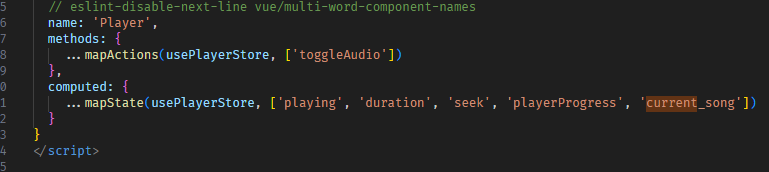 5 // eslint-disable-next-line vue/multi-word-component-names
6 name: 'Player',
7 methods: {
8 ...mapActions(usePlayerStore, ['toggleAudio'])
9 },
0 computed: {
1 ...mapState(usePlayerStore, ['playing', 'duration', 'seek', 'playerProgress', 'current_song'])
2 }
3 }
4 </script>
5